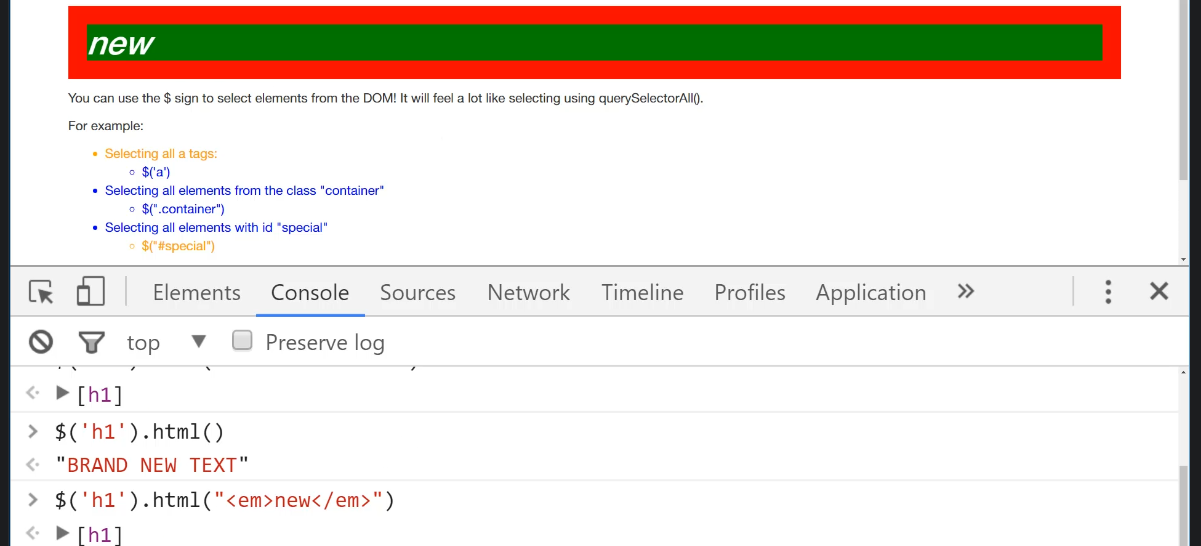 new
You can use the $ sign to select elements from the DOM! It will feel a lot like selecting using querySelectorAll().
For example:
Selecting all a tags:
$('a')
Selecting all elements from the class "container"
$(".container")
Selecting all elements with id "special"
$("#special")
Elements Console Sources Network Timeline Profiles Application
top Preserve log
[h1]
$('h1').html()
"BRAND NEW TEXT"
$('h1').html("<em>new</em>")
[h1]